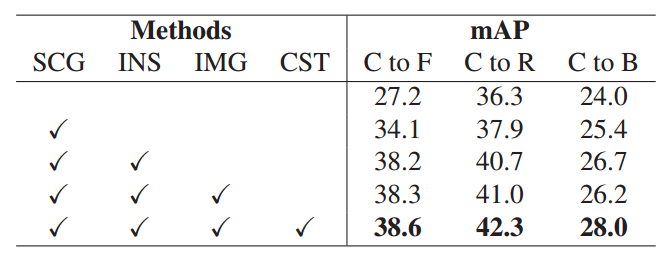 Methods mAP
SCG INS IMG CST C to F C to R C to B
27.2 36.3 24.0
✓ 34.1 37.9 25.4
✓ ✓ 38.2 40.7 26.7
✓ ✓ ✓ 38.3 41.0 26.2
✓ ✓ ✓ ✓ 38.6 42.3 28.0